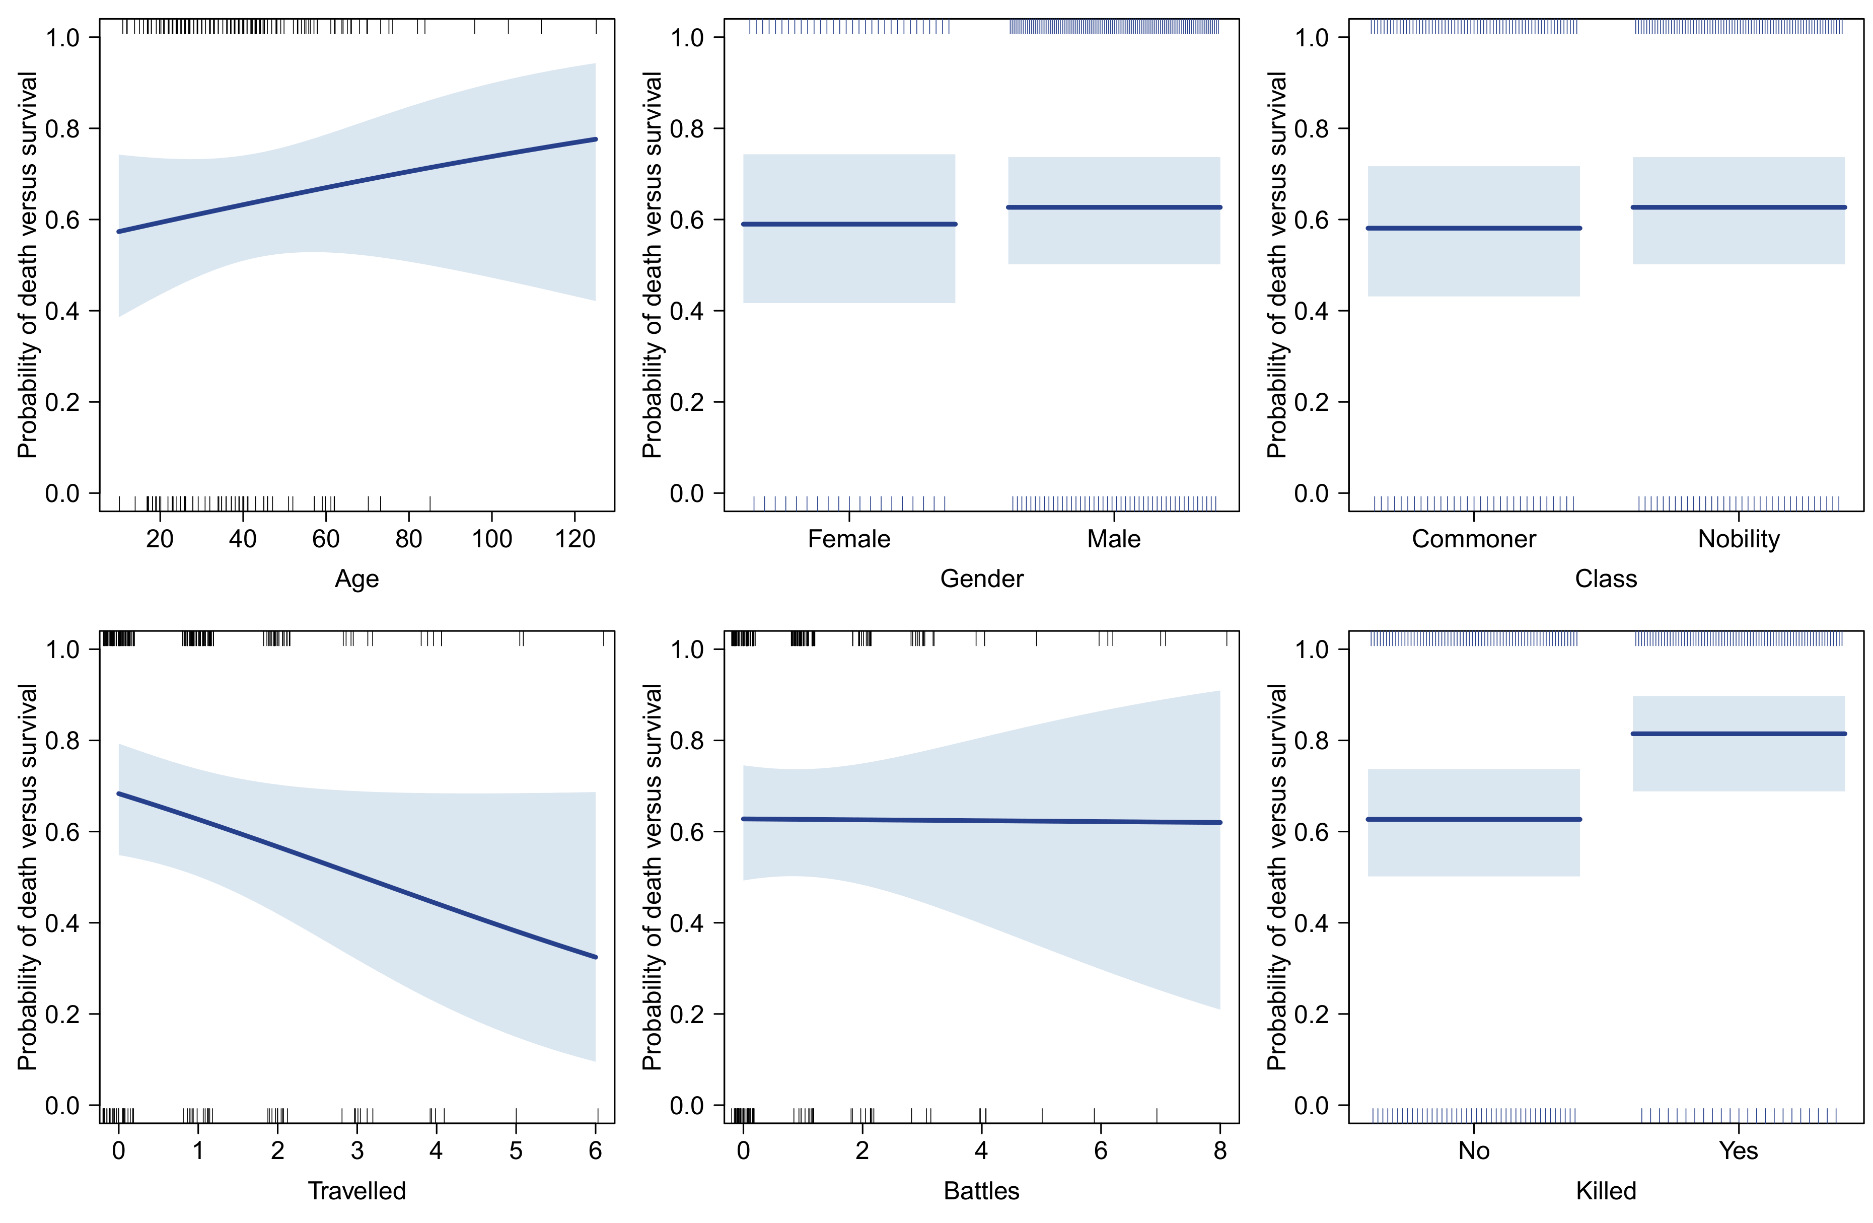 Probability of death versus survival
1.0
0.8
0.6
0.4
0.2
0.0
20 40 60 80 100 120
Age
Probability of death versus survival
1.0
0.8
0.6
0.4
0.2
0.0
Female Male
Gender
Probability of death versus survival
1.0
0.8
0.6
0.4
0.2
0.0
Commoner Nobility
Class
Probability of death versus survival
1.0
0.8
0.6
0.4
0.2
0.0
0 1 2 3 4 5 6
Travelled
Probability of death versus survival
1.0
0.8
0.6
0.4
0.2
0.0
0 2 4 6 8
Battles
Probability of death versus survival
1.0
0.8
0.6
0.4
0.2
0.0
No Yes
Killed